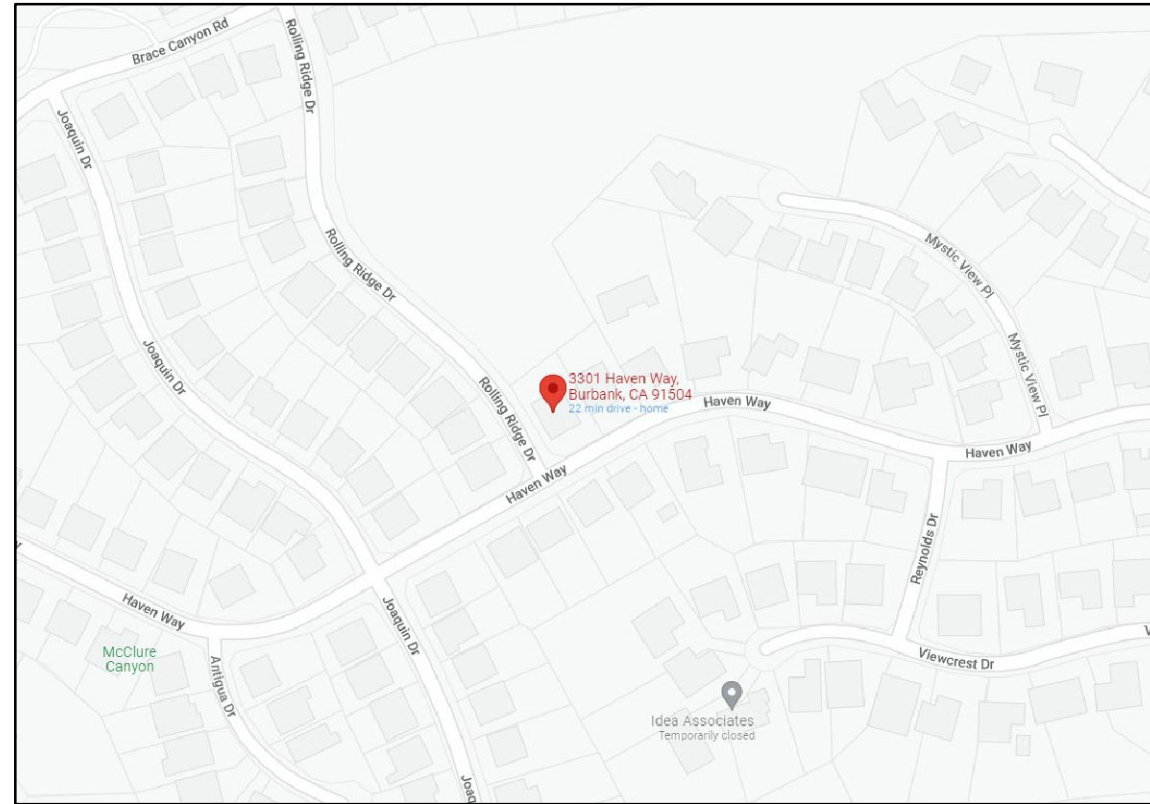 Brace Canyon Rd
Rolling Ridge Dr
Joaquin Dr
Rolling Ridge Dr
Mystic View Pl
Joaquin Dr
Mystic View Pl
Rolling Ridge Dr
3301 Haven Way,
Burbank, CA 91504
22 min drive - home
Haven Way
Haven Way
Haven Way
Reynolds Dr
Haven Way
Joaquin Dr
McClure
Canyon
Antigua Dr
Viewcrest Dr
Idea Associates
Temporarily closed